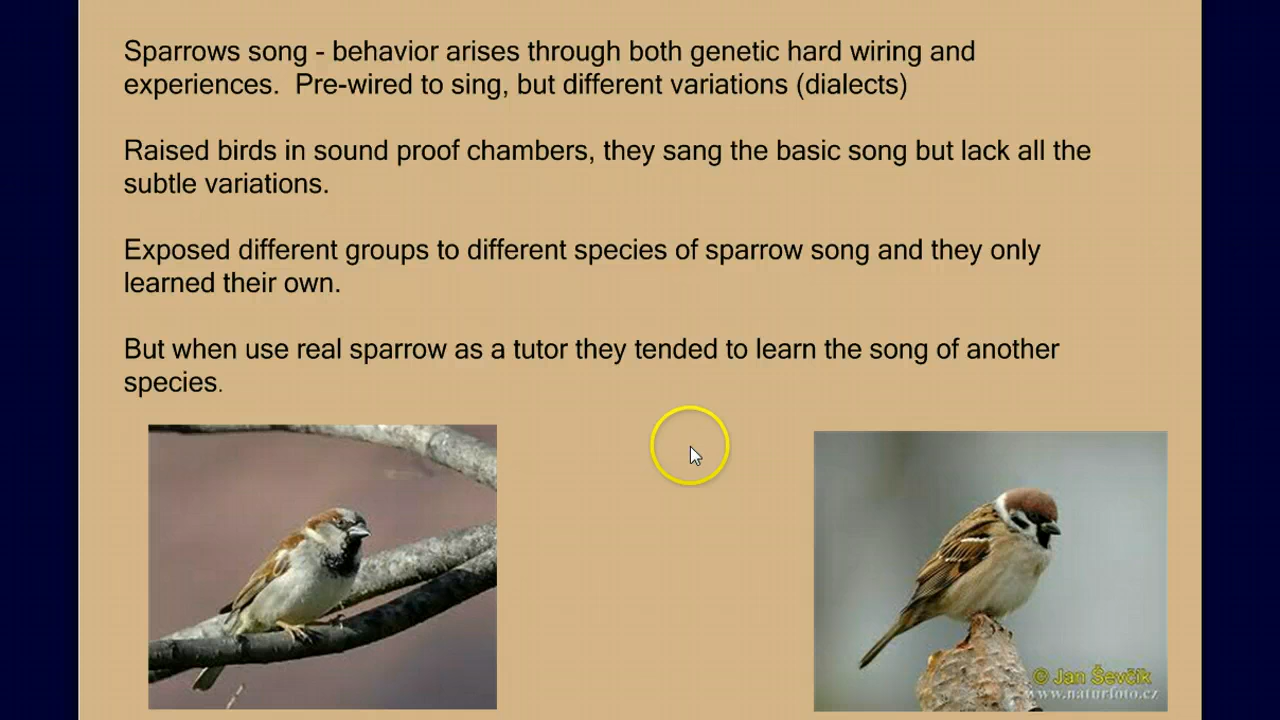 Sparrows song - behavior arises through both genetic hard wiring and
experiences.  Pre-wired to sing, but different variations (dialects)
Raised birds in sound proof chambers, they sang the basic song but lack all the
subtle variations.
Exposed different groups to different species of sparrow song and they only
learned their own.
But when use real sparrow as a tutor they tended to learn the song of another
species.
© Jan Ševčík
www.naturfoto.cz